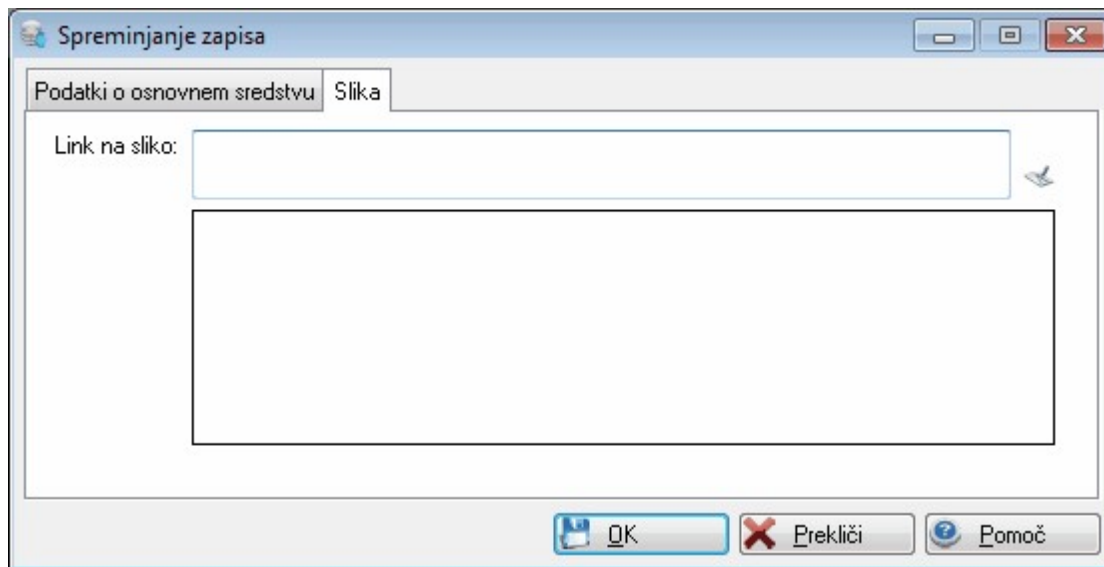 Spreminjanje zapisa
Podatki o osnovnem sredstvu Slika
Link na sliko:
OK Prekliči Pomoč